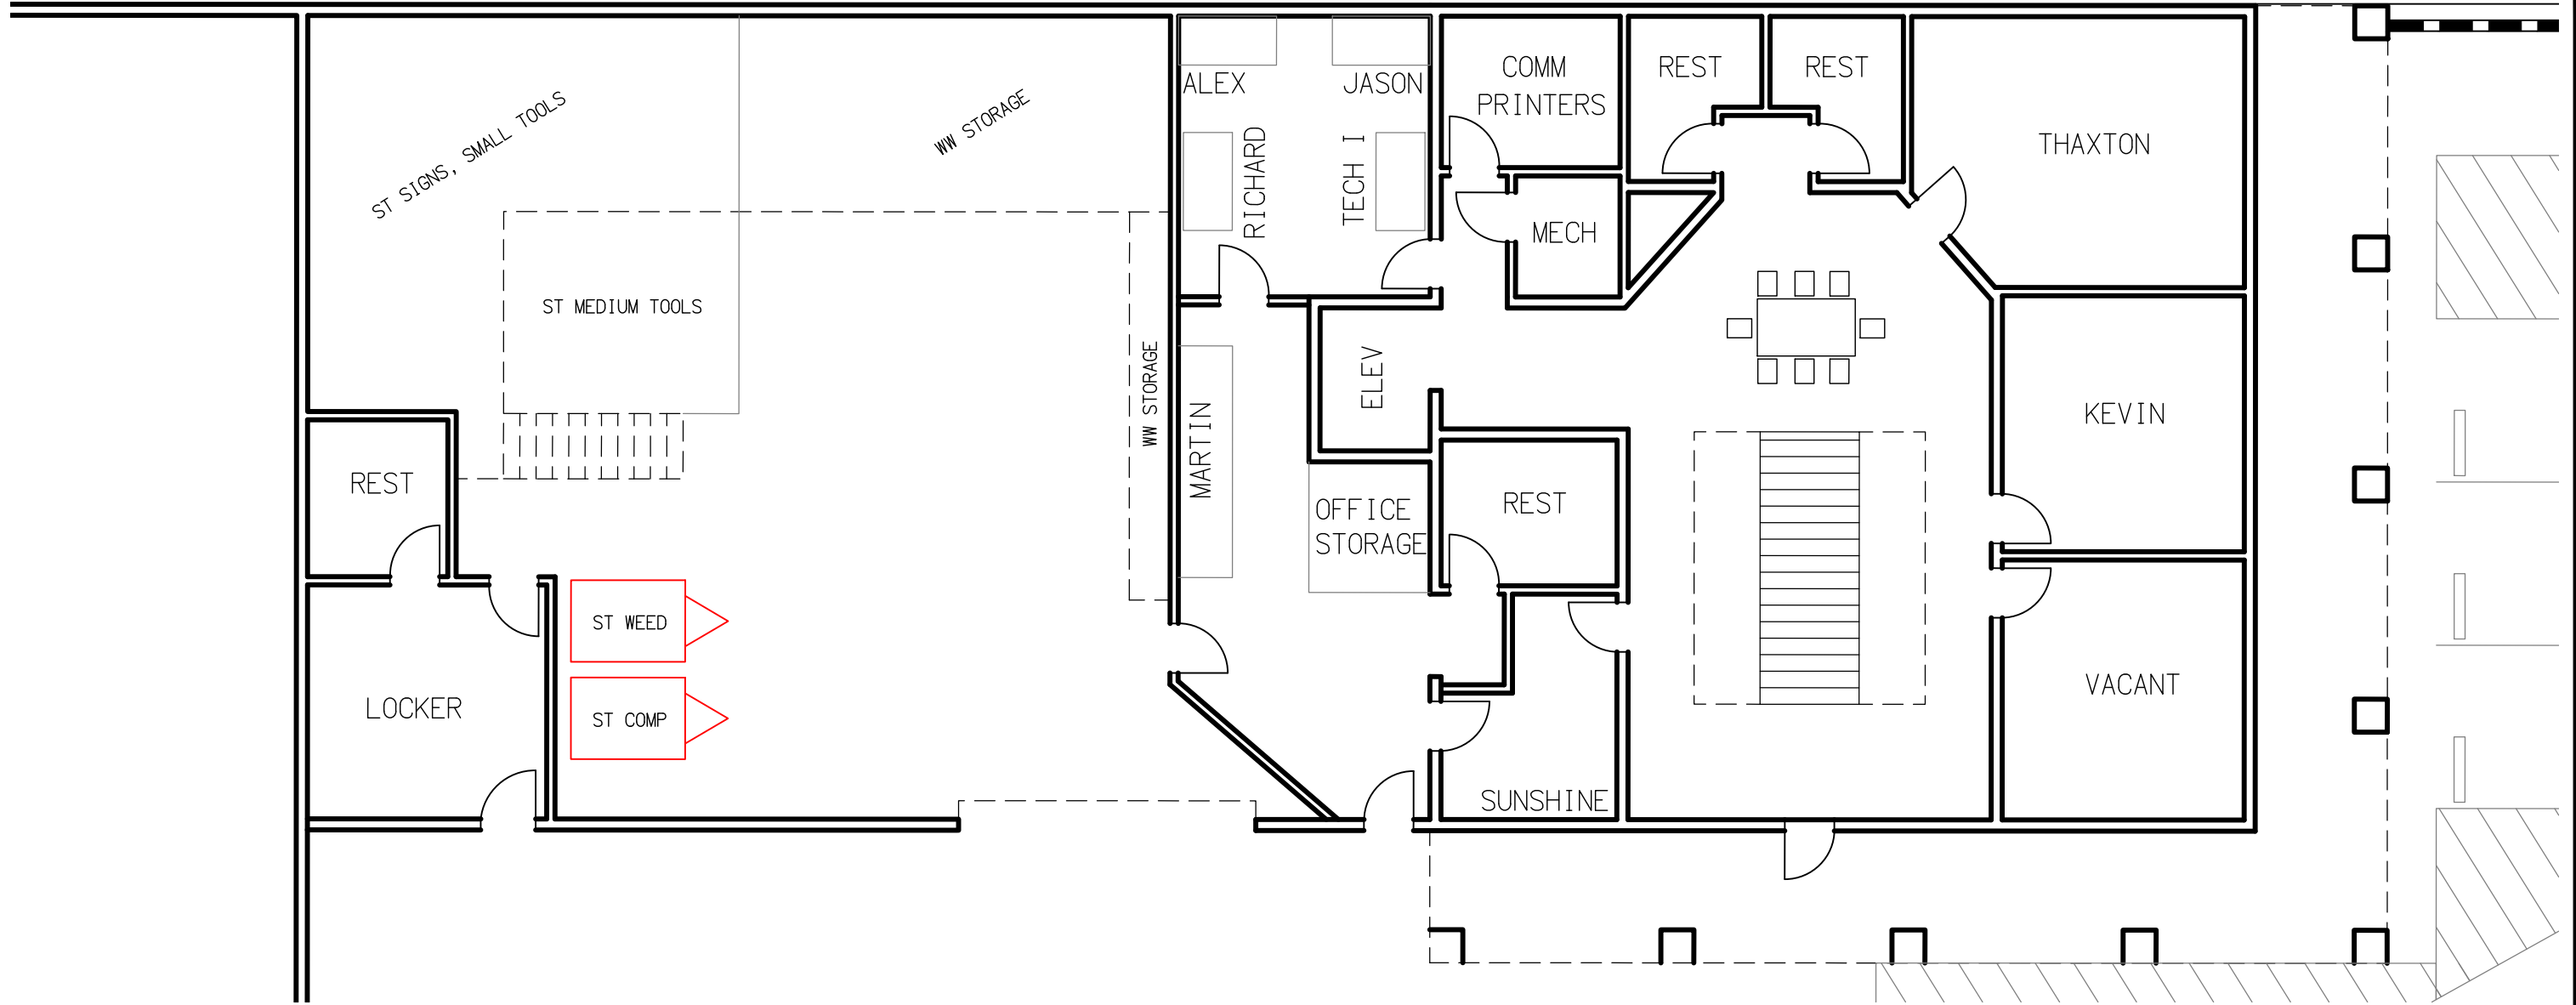 ST SIGNS, SMALL TOOLS
WW STORAGE
ALEX
JASON
COMM
PRINTERS
REST
REST
THAXTON
RICHARD
TECH I
MECH
ST MEDIUM TOOLS
WW STORAGE
MARTIN
ELEV
KEVIN
REST
OFFICE
STORAGE
REST
ST WEED
LOCKER
ST COMP
SUNSHINE
VACANT